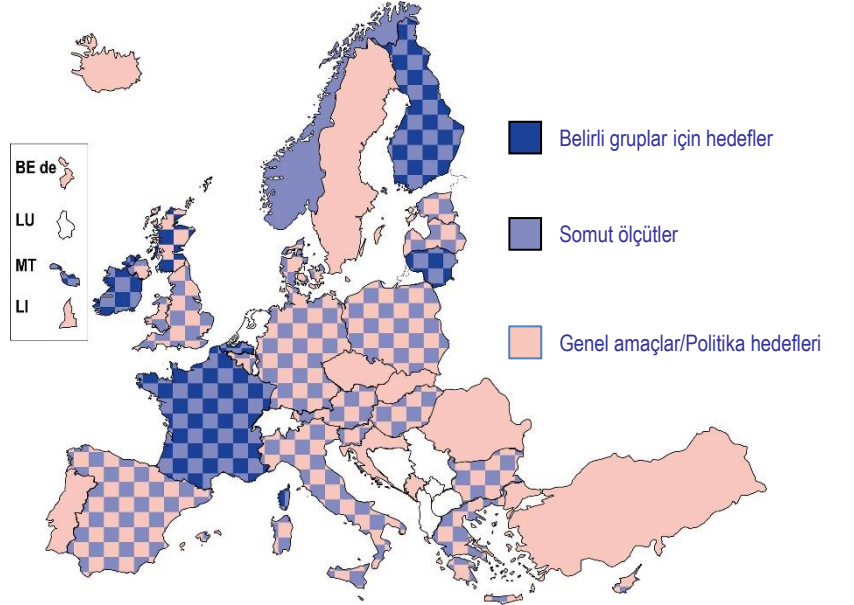 BE de
LU
MT
LI
Belirli gruplar için hedefler
Somut ölçütler
Genel amaçlar/Politika hedefleri